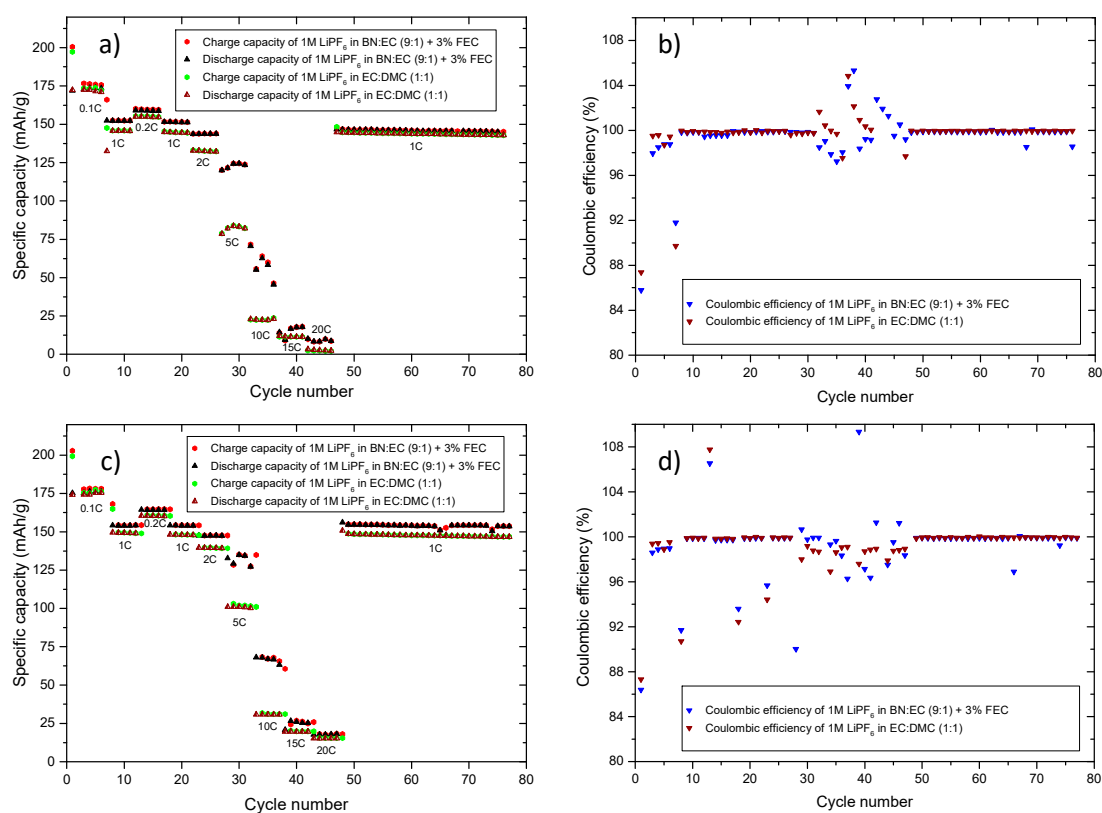 a)
Charge capacity of 1M LiPF6 in BN:EC (9:1) + 3% FEC
Discharge capacity of 1M LiPF6 in BN:EC (9:1) + 3% FEC
Charge capacity of 1M LiPF6 in EC:DMC (1:1)
Discharge capacity of 1M LiPF6 in EC:DMC (1:1)
Specific capacity (mAh/g)
200
175
150
125
100
75
50
25
0
0.1C
1C
0.2C
1C
2C
5C
10C
15C
20C
1C
0 10 20 30 40 50 60 70 80
Cycle number
b)
Coulombic efficiency (%)
108
104
100
96
92
88
84
80
Coulombic efficiency of 1M LiPF6 in BN:EC (9:1) + 3% FEC
Coulombic efficiency of 1M LiPF6 in EC:DMC (1:1)
0 10 20 30 40 50 60 70 80
Cycle number
c)
Charge capacity of 1M LiPF6 in BN:EC (9:1) + 3% FEC
Discharge capacity of 1M LiPF6 in BN:EC (9:1) + 3% FEC
Charge capacity of 1M LiPF6 in EC:DMC (1:1)
Discharge capacity of 1M LiPF6 in EC:DMC (1:1)
Specific capacity (mAh/g)
200
175
150
125
100
75
50
25
0
0.1C
1C
0.2C
1C
2C
5C
10C
15C
20C
1C
0 10 20 30 40 50 60 70 80
Cycle number
d)
Coulombic efficiency (%)
108
104
100
96
92
88
84
80
Coulombic efficiency of 1M LiPF6 in BN:EC (9:1) + 3% FEC
Coulombic efficiency of 1M LiPF6 in EC:DMC (1:1)
0 10 20 30 40 50 60 70 80
Cycle number